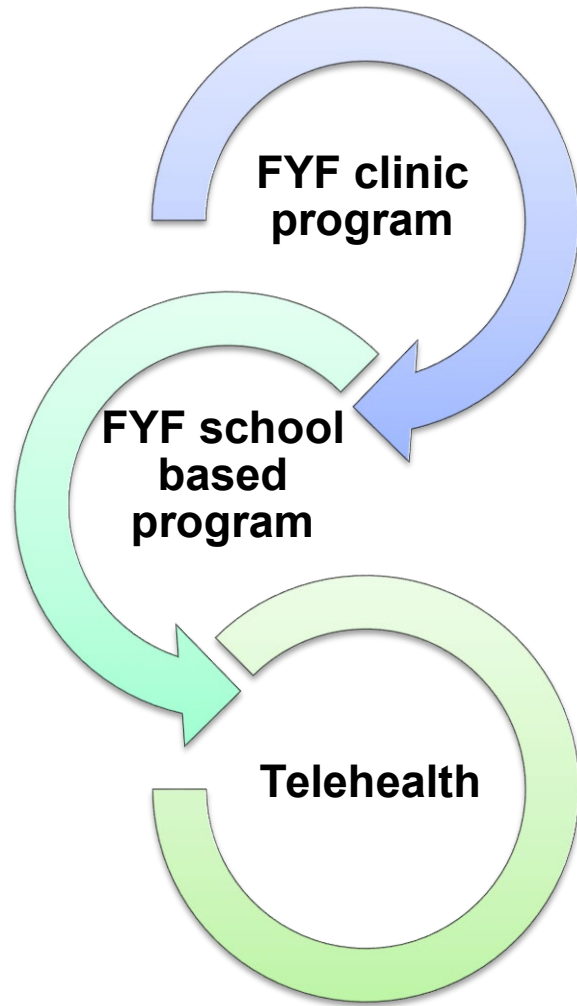 FYF clinic
program
FYF school
based
program
Telehealth